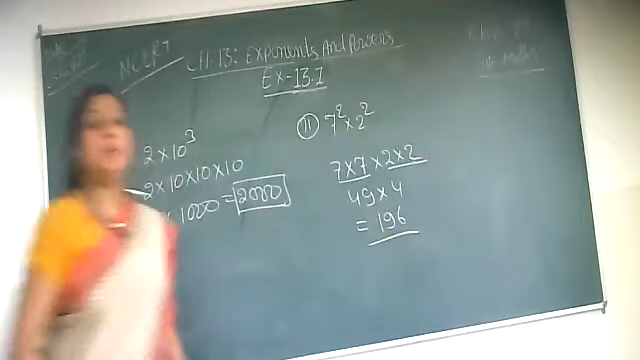 NCERT
CH-13: Exponents And Powers
Ex-13.1
2×10³
2×10×10×10
1000 = 2000
(ii) 7²×2²
7×7×2×2
49×4
= 196